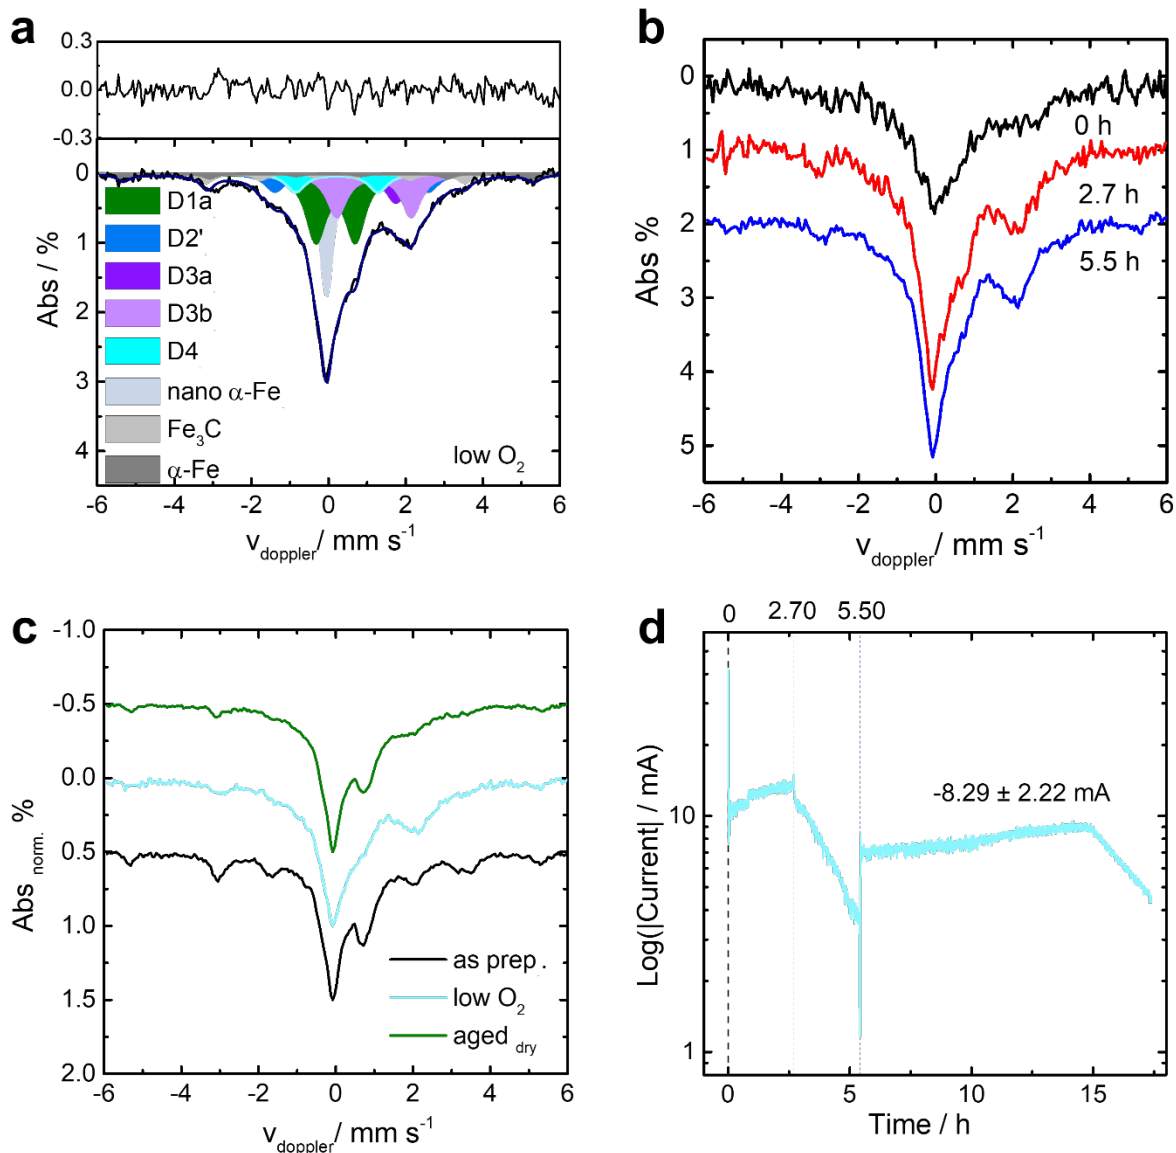 a
0.3
0.0
-0.3
0
1
2
3
4
Abs / %
D1a
D2'
D3a
D3b
D4
nano α-Fe
Fe₃C
α-Fe
low O₂
-6 -4 -2 0 2 4 6
v_doppler/ mm s⁻¹
b
0
1
2
3
4
5
Abs %
0 h
2.7 h
5.5 h
-6 -4 -2 0 2 4 6
v_doppler/ mm s⁻¹
c
-1.0
-0.5
0.0
0.5
1.0
1.5
2.0
Abs norm. %
as prep.
low O₂
aged dry
-6 -4 -2 0 2 4 6
v_doppler/ mm s⁻¹
d
0 2.70 5.50
10
1
Log(|Current| / mA)
-8.29 ± 2.22 mA
0 5 10 15
Time / h